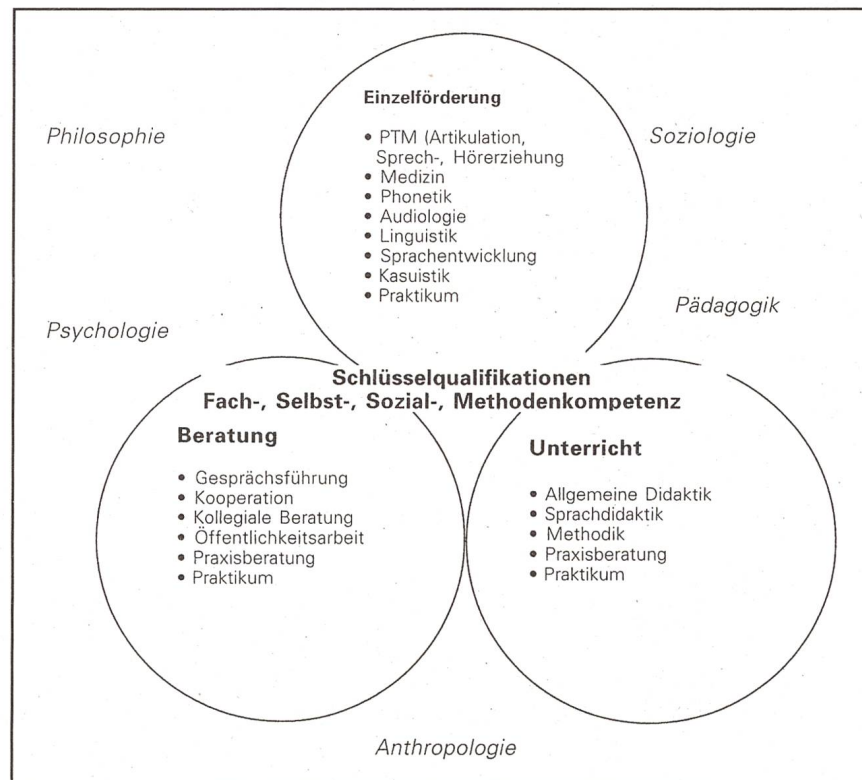 Einzelförderung
Philosophie
Soziologie
• PTM (Artikulation,
Sprech-, Hörerziehung
• Medizin
• Phonetik
• Audiologie
• Linguistik
• Sprachentwicklung
• Kasuistik
• Praktikum
Pädagogik
Psychologie
Schlüsselqualifikationen
Fach-, Selbst-, Sozial-, Methodenkompetenz
Beratung
• Gesprächsführung
• Kooperation
• Kollegiale Beratung
• Öffentlichkeitsarbeit
• Praxisberatung
• Praktikum
Unterricht
• Allgemeine Didaktik
• Sprachdidaktik
• Methodik
• Praxisberatung
• Praktikum
Anthropologie